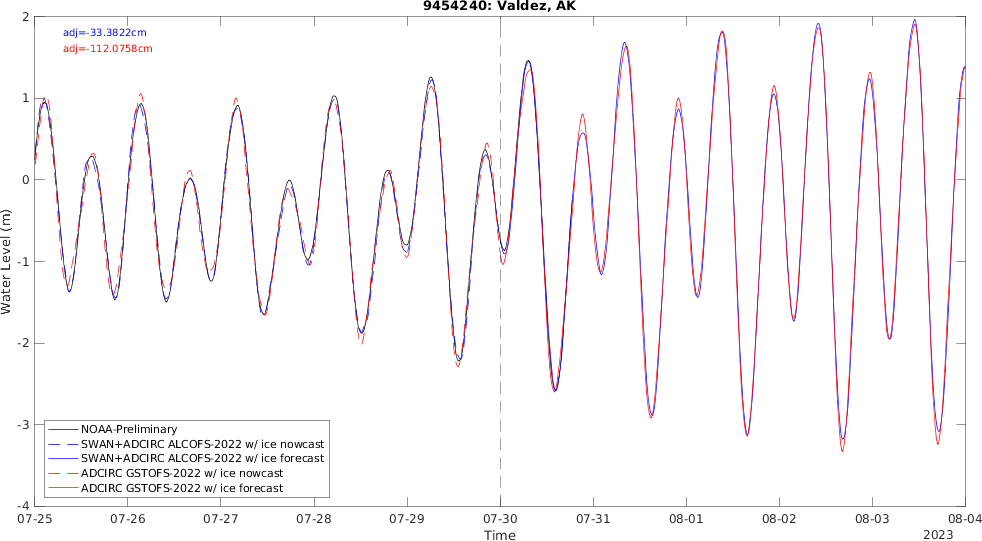 9454240: Valdez, AK
adj=-33.3822cm
adj=-112.0758cm
Water Level (m)
2
1
0
-1
-2
-3
-4
NOAA-Preliminary
SWAN+ADCIRC ALCOFS-2022 w/ ice nowcast
SWAN+ADCIRC ALCOFS-2022 w/ ice forecast
ADCIRC GSTOFS-2022 w/ ice nowcast
ADCIRC GSTOFS-2022 w/ ice forecast
07-25 07-26 07-27 07-28 07-29 07-30 07-31 08-01 08-02 08-03 08-04
Time
2023